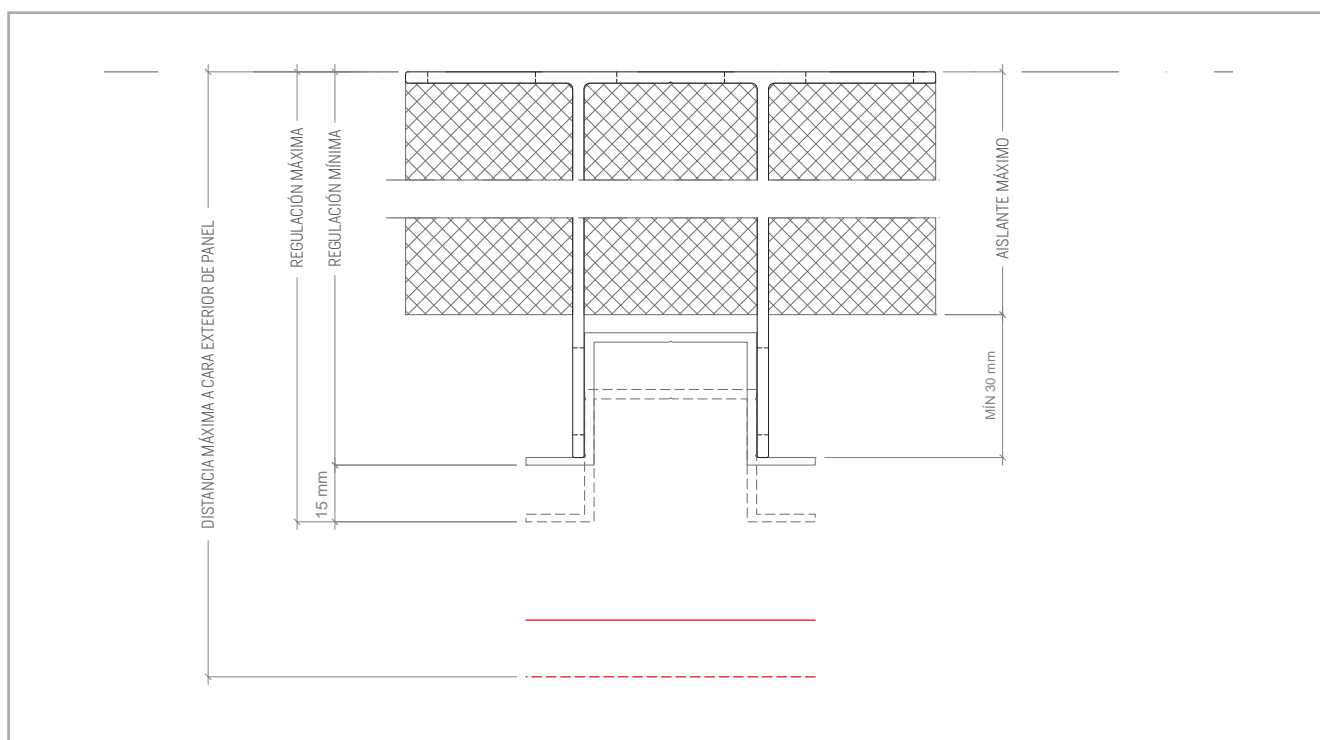 DISTANCIA MÁXIMA A CARA EXTERIOR DE PANEL
REGULACIÓN MÁXIMA
REGULACIÓN MÍNIMA
15 mm
AISLANTE MÁXIMO
MÍN 30 mm